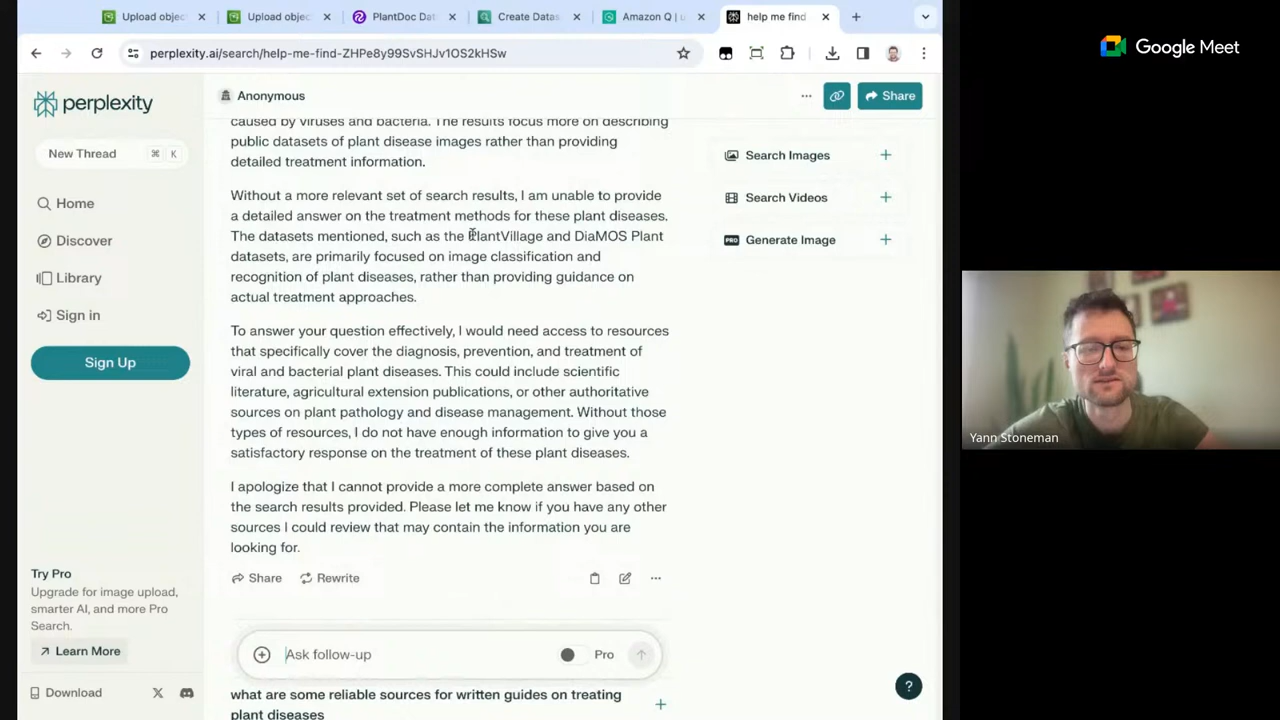 Upload objec
Upload objec
PlantDoc Dat
Create Datas
Amazon Q | u
help me find
perplexity.ai/search/help-me-find-ZHPe8y99SeixSHJV1OS2kHSw
Google Meet
perplexity
New Thread
⌘ K
Home
Discover
Library
Sign in
Sign Up
Try Pro
Upgrade for image upload,
smarter AI, and more Pro
Search.
Learn More
Download
Anonymous
Share
caused by viruses and bacteria. The results focus more on describing
public datasets of plant disease images rather than providing
detailed treatment information.
Without a more relevant set of search results, I am unable to provide
a detailed answer on the treatment methods for these plant diseases.
The datasets mentioned, such as the PlantVillage and DiaMOS Plant
datasets, are primarily focused on image classification and
recognition of plant diseases, rather than providing guidance on
actual treatment approaches.
To answer your question effectively, I would need access to resources
that specifically cover the diagnosis, prevention, and treatment of
viral and bacterial plant diseases. This could include scientific
literature, agricultural extension publications, or other authoritative
sources on plant pathology and disease management. Without those
types of resources, I do not have enough information to give you a
satisfactory response on the treatment of these plant diseases.
I apologize that I cannot provide a more complete answer based on
the search results provided. Please let me know if you have any other
sources I could review that may contain the information you are
looking for.
Share
Rewrite
Ask follow-up
Pro
what are some reliable sources for written guides on treating
plant diseases
Search Images
Search Videos
PRO Generate Image
?
Yann Stoneman